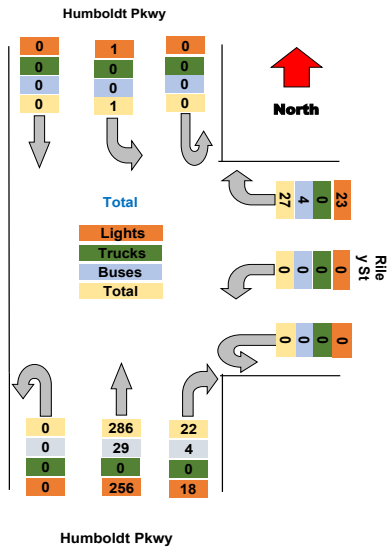 Humboldt Pkwy
0 1 0
0 0 0
0 0 0
0 1 0
North
27 4 0 23
Total
Lights
Trucks
Buses
Total
0 0 0 0
Rile
y St
0 0 0 0
0 286 22
0 29 4
0 0 0
0 256 18
Humboldt Pkwy